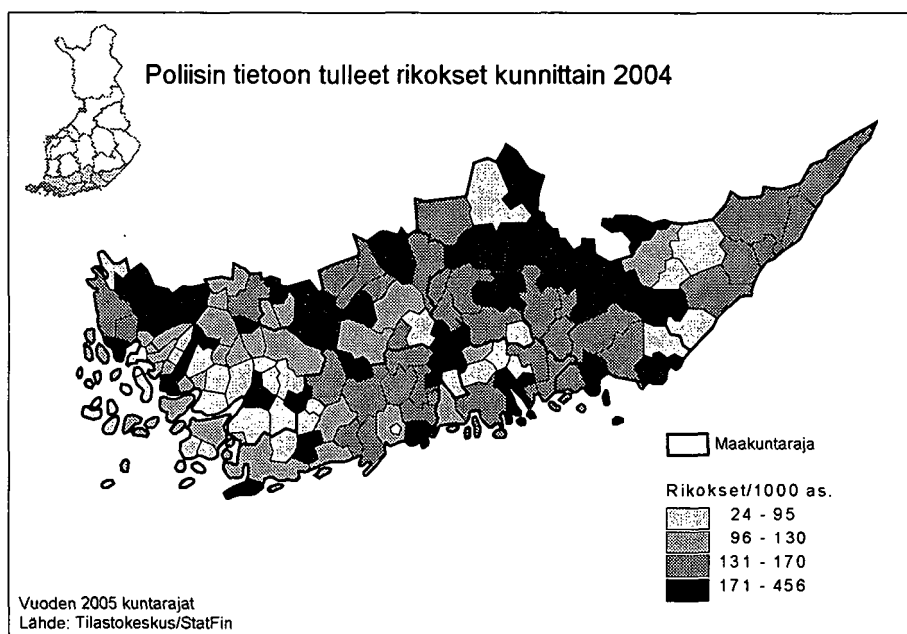 Poliisin tietoon tulleet rikokset kunnittain 2004
Maakuntaraja
Rikokset/1000 as.
24 - 95
96 - 130
131 - 170
171 - 456
Vuoden 2005 kuntarajat
Lähde: Tilastokeskus/StatFin